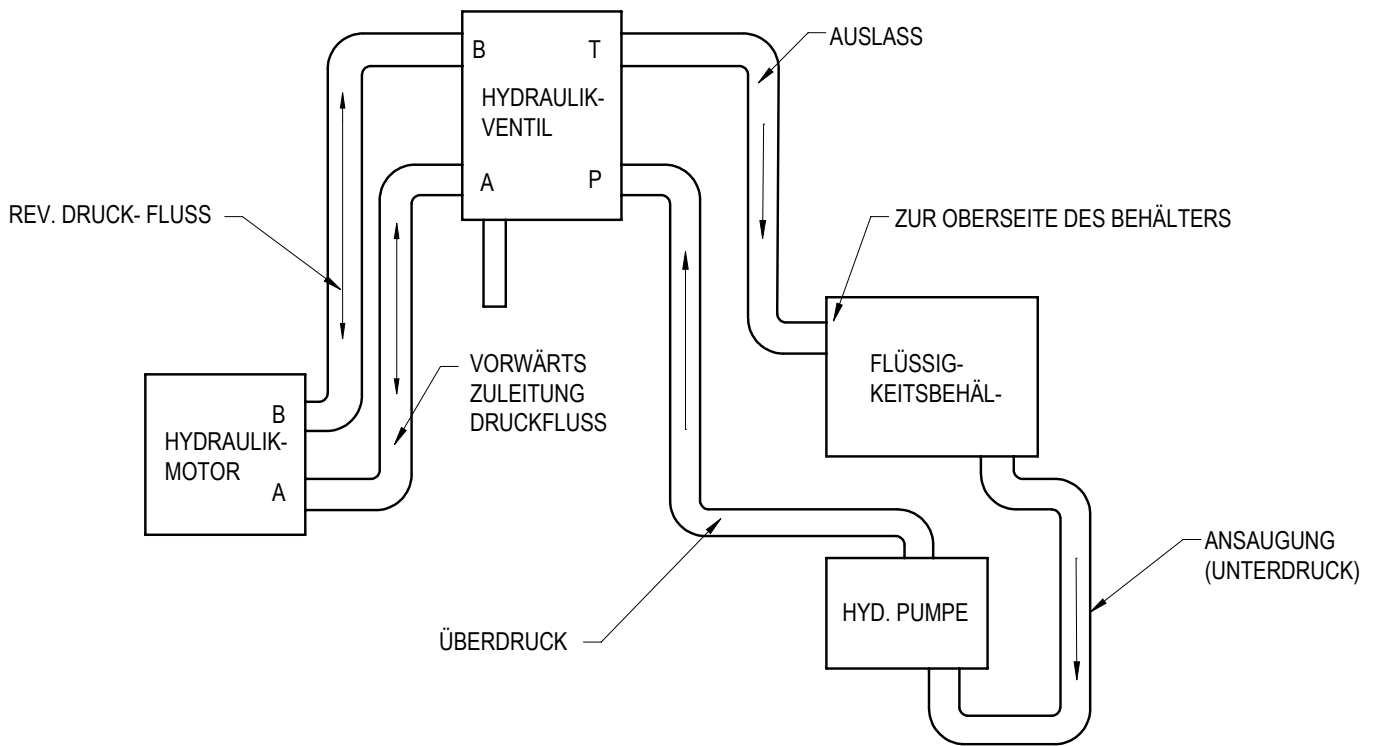 AUSLASS
B
T
HYDRAULIK-
VENTIL
A
P
REV. DRUCK- FLUSS
ZUR OBERSEITE DES BEHÄLTERS
VORWÄRTS
ZULEITUNG
DRUCKFLUSS
FLÜSSIG-
KEITSBEHÄL-
B
HYDRAULIK-
MOTOR
A
ANSAUGUNG
(UNTERDRUCK)
HYD. PUMPE
ÜBERDRUCK